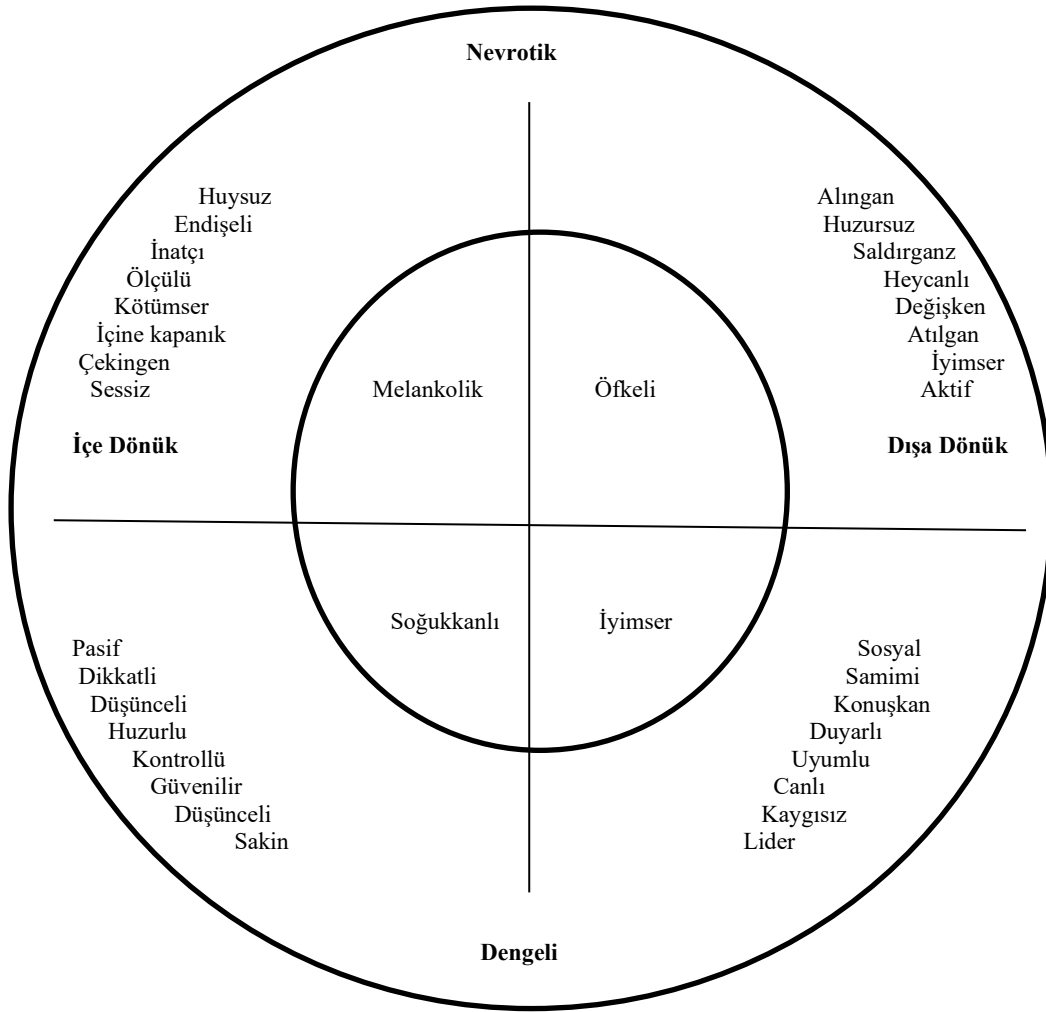 Nevrotik
Huysuz
Endişeli
İnatçı
Ölçülü
Kötümser
İçine kapanık
Çekingen
Sessiz
İçe Dönük
Alıngan
Huzursuz
Saldırganz
Heycanlı
Değişken
Atılgan
İyimser
Aktif
Dışa Dönük
Melankolik
Öfkeli
Soğukkanlı
İyimser
Pasif
Dikkatli
Düşünceli
Huzurlu
Kontrollü
Güvenilir
Düşünceli
Sakin
Sosyal
Samimi
Konuşkan
Duyarlı
Uyumlu
Canlı
Kaygısız
Lider
Dengeli